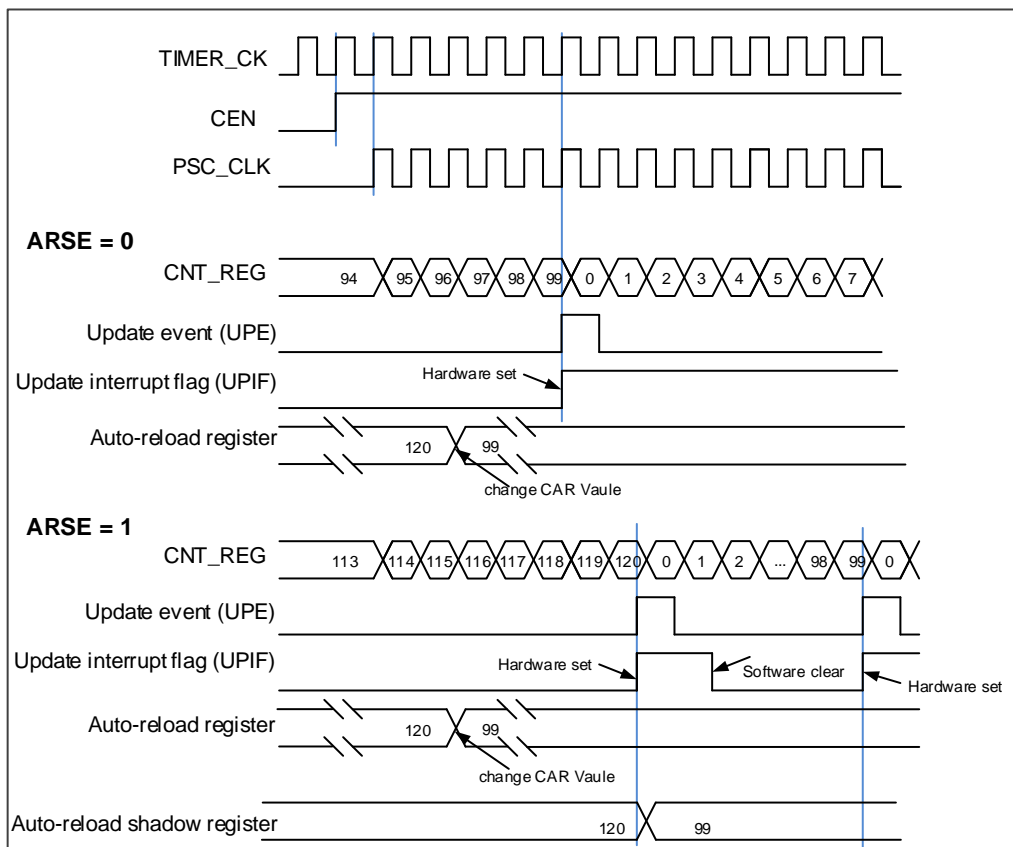 TIMER_CK
CEN
PSC_CLK
ARSE = 0
CNT_REG 94 95 96 97 98 99 0 1 2 3 4 5 6 7
Update event (UPE)
Update interrupt flag (UPIF) Hardware set
Auto-reload register 120 99
change CAR Vaule
ARSE = 1
CNT_REG 113 114 115 116 117 118 119 120 0 1 2 ... 98 99 0
Update event (UPE)
Update interrupt flag (UPIF) Hardware set Software clear Hardware set
Auto-reload register 120 99
change CAR Vaule
Auto-reload shadow register 120 99